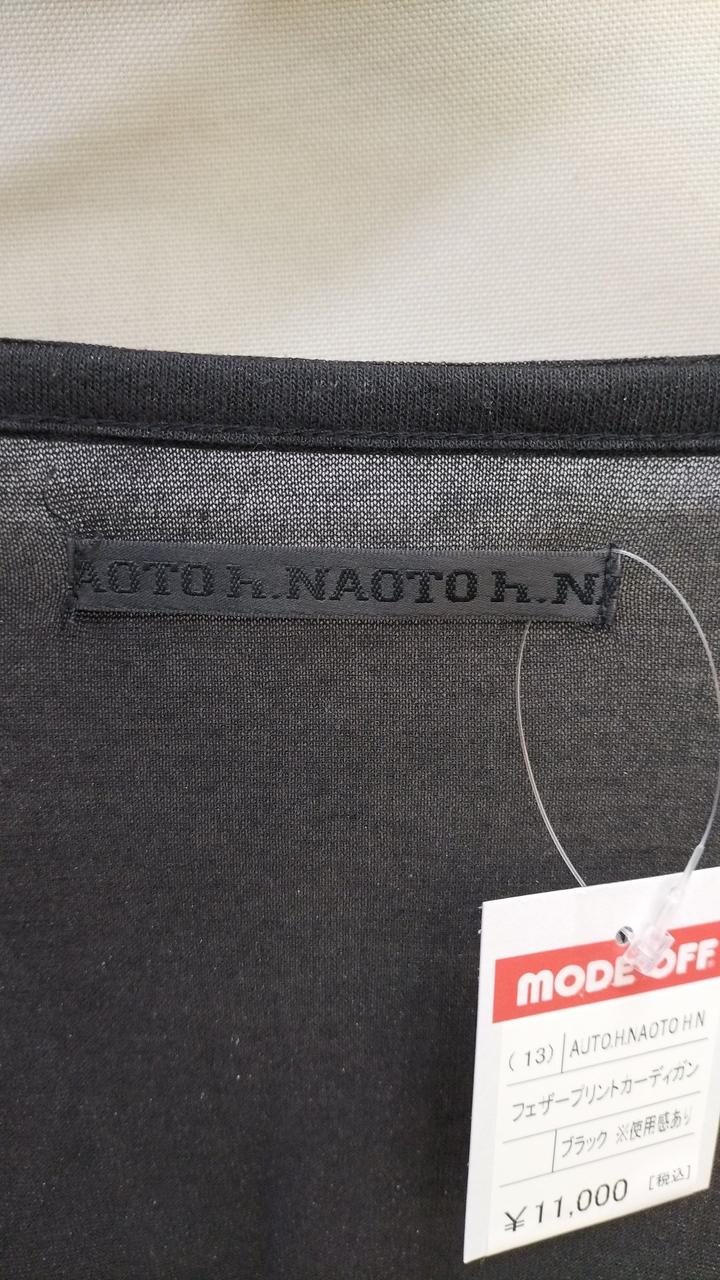 AOTO h.NAOTO h.N
MODE OFF
(13) AUTO.H.NAOTO H N
フェザープリントカーディガン
ブラック ※使用感あり
¥11,000 [税込]